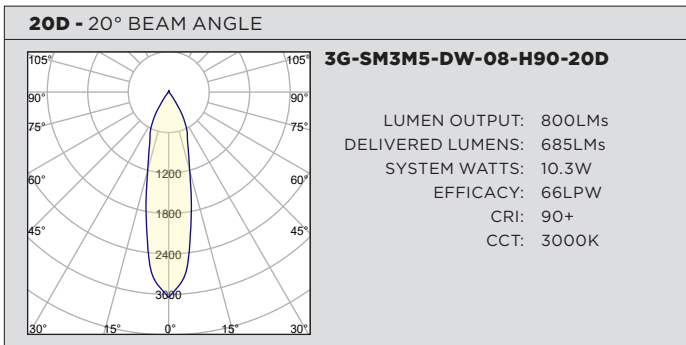 20D - 20° BEAM ANGLE
3G-SM3M5-DW-08-H90-20D
105° 105°
90° 90°
75° 75°
60° 60°
45° 45°
1200
1800
2400
3000
30° 15° 0° 15° 30°
LUMEN OUTPUT: 800LMs
DELIVERED LUMENS: 685LMs
SYSTEM WATTS: 10.3W
EFFICACY: 66LPW
CRI: 90+
CCT: 3000K